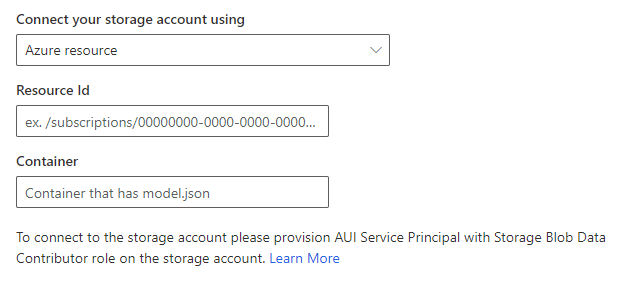 Connect your storage account using
Azure resource
Resource Id
ex. /subscriptions/00000000-0000-0000-0000...
Container
Container that has model.json
To connect to the storage account please provision AUI Service Principal with Storage Blob Data
Contributor role on the storage account. Learn More